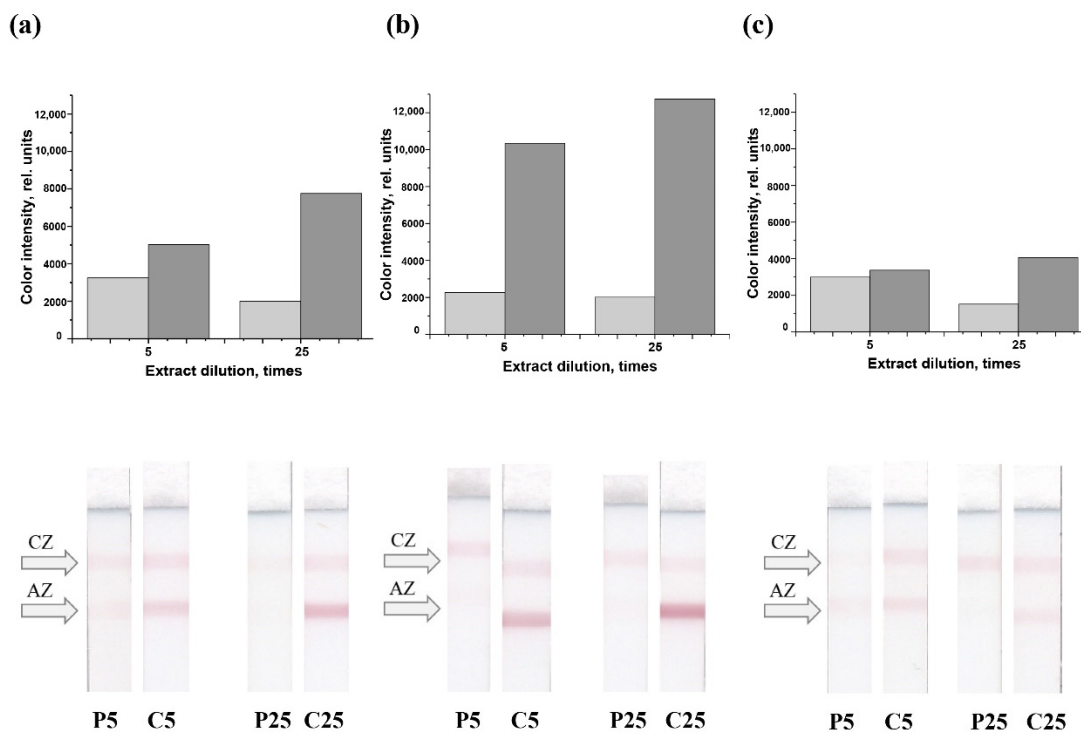 (a)
(b)
(c)
Color intensity, rel. units
12,000
10,000
8000
6000
4000
2000
0
5
25
Extract dilution, times
Color intensity, rel. units
12,000
10,000
8000
6000
4000
2000
0
5
25
Extract dilution, times
Color intensity, rel. units
12,000
10,000
8000
6000
4000
2000
0
5
25
Extract dilution, times
CZ
AZ
P5 C5 P25 C25
CZ
AZ
P5 C5 P25 C25
CZ
AZ
P5 C5 P25 C25